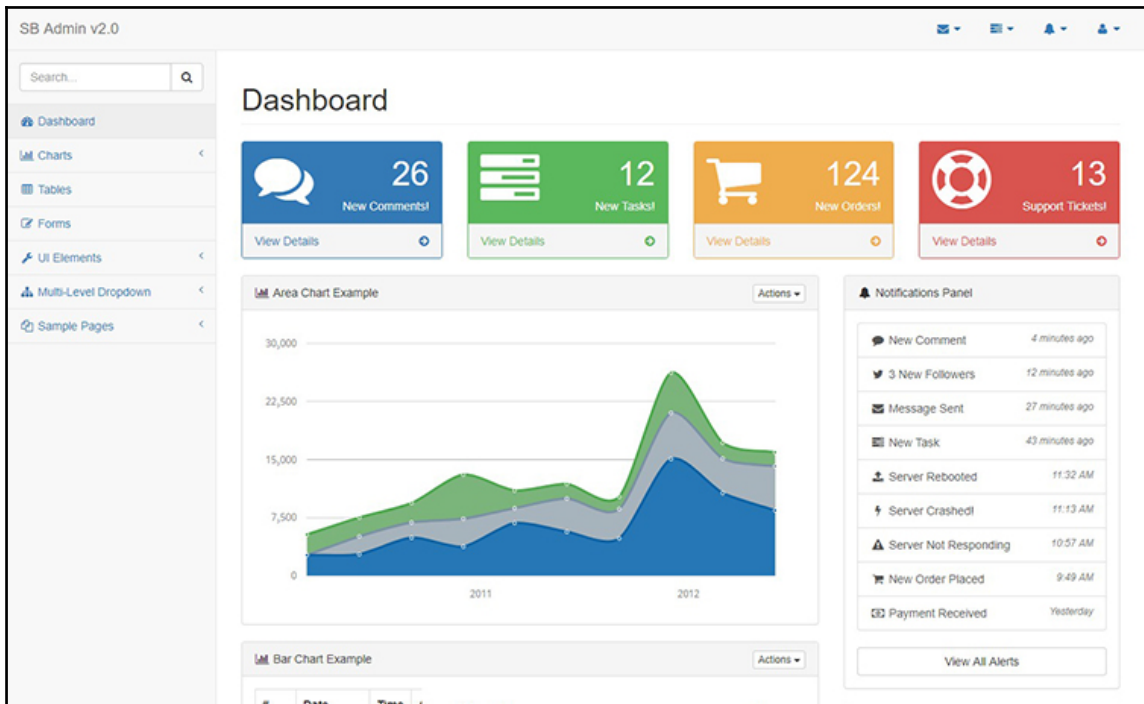 SB Admin v2.0
Search...
Dashboard
Charts
Tables
Forms
UI Elements
Multi-Level Dropdown
Sample Pages
Dashboard
26
New Comments!
View Details
12
New Tasks!
View Details
124
New Orders!
View Details
13
Support Tickets!
View Details
Area Chart Example
Actions
30,000
22,500
15,000
7,500
0
2011
2012
Notifications Panel
New Comment 4 minutes ago
3 New Followers 12 minutes ago
Message Sent 27 minutes ago
New Task 43 minutes ago
Server Rebooted 11:32 AM
Server Crashed! 11:13 AM
Server Not Responding 10:57 AM
New Order Placed 9:49 AM
Payment Received Yesterday
View All Alerts
Bar Chart Example
Actions
# Date Time